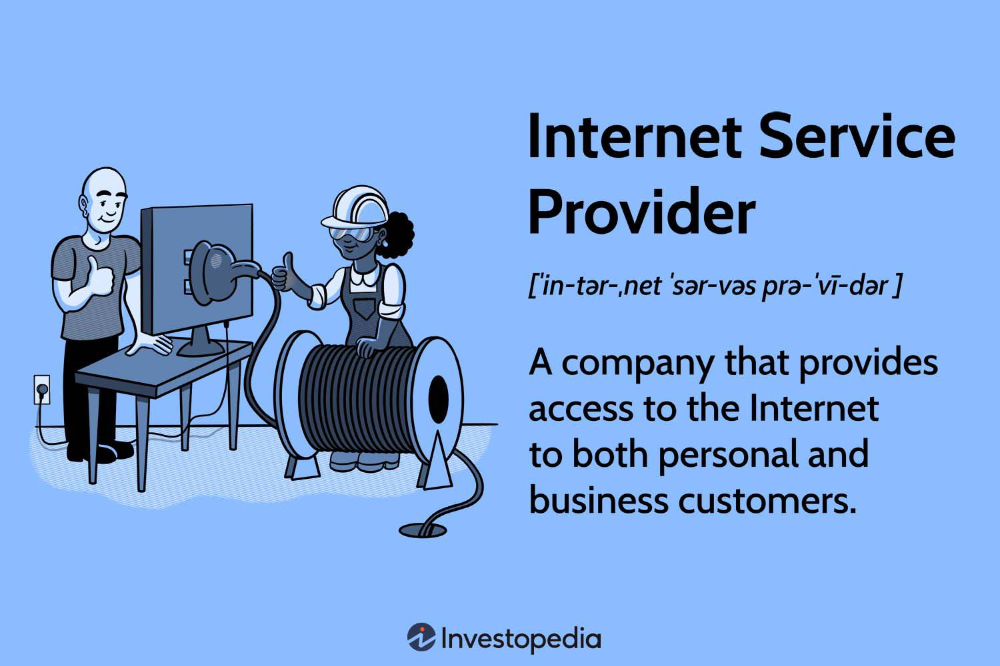 Internet Service
Provider
[ˈin-tər-ˌnet ˈsər-vəs prə-ˈvī-dər ]
A company that provides
access to the Internet
to both personal and
business customers.
Investopedia